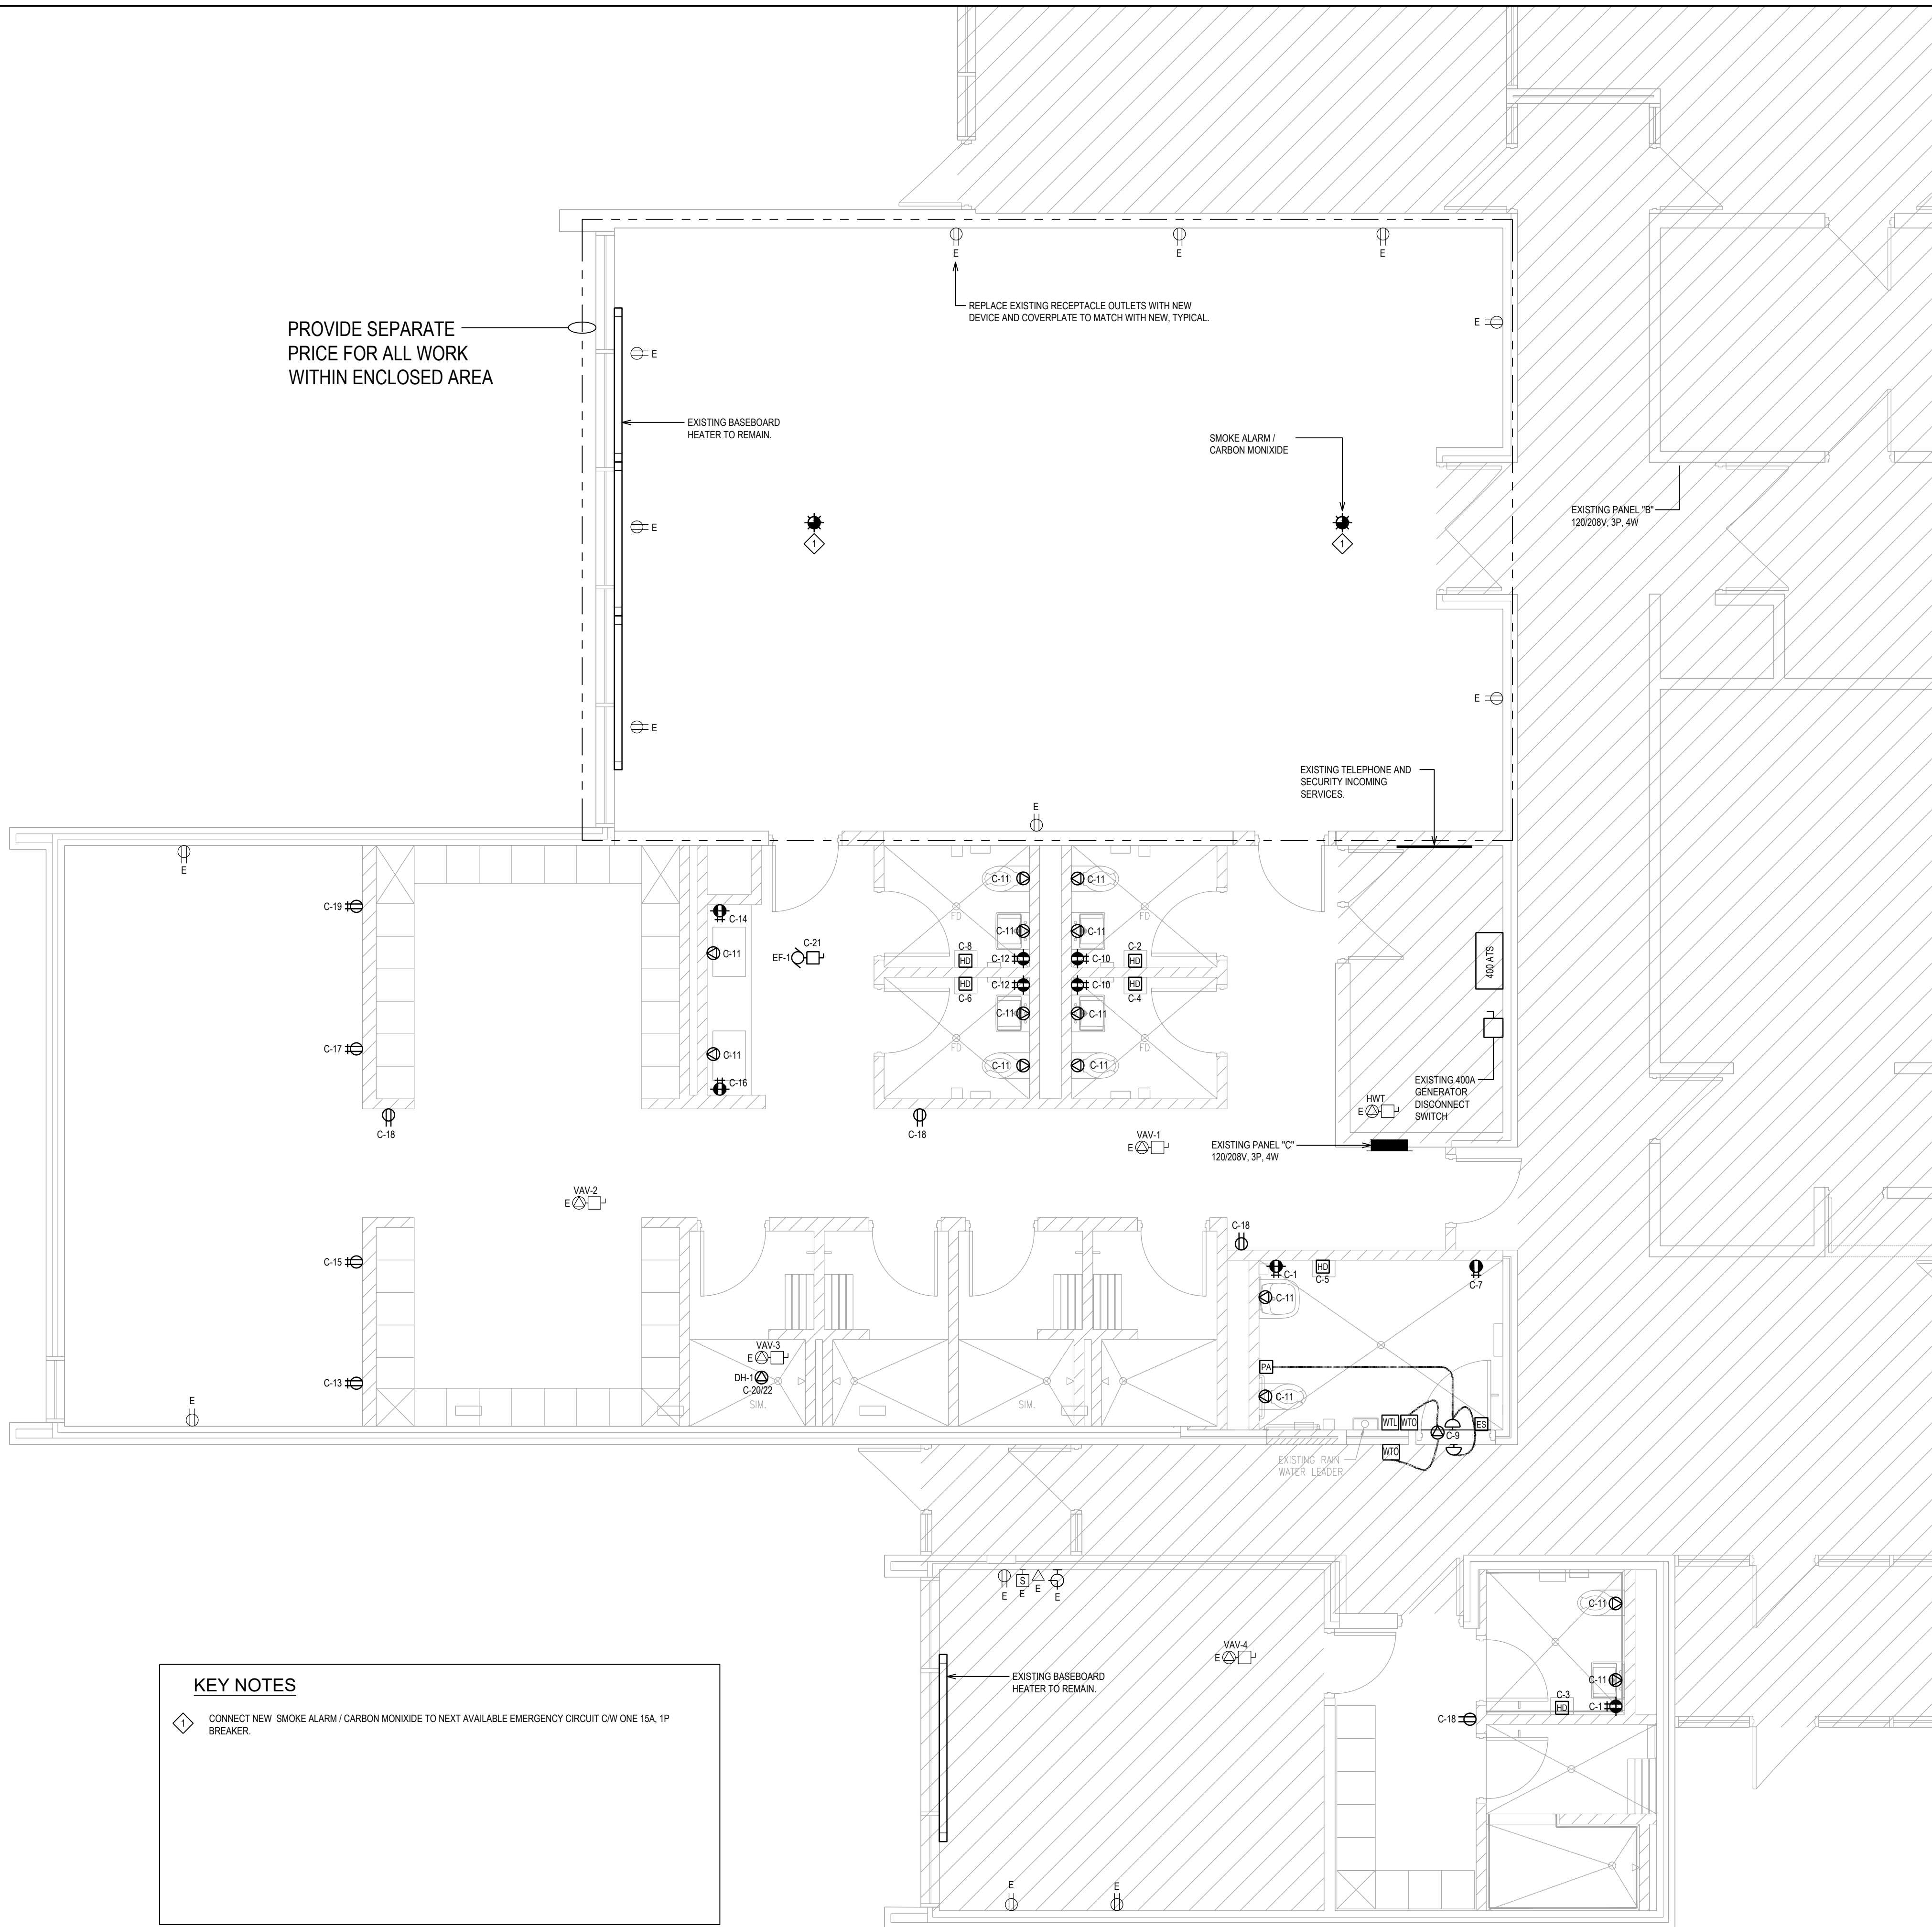 E
E
E
REPLACE EXISTING RECEPTACLE OUTLETS WITH NEW
DEVICE AND COVERPLATE TO MATCH WITH NEW, TYPICAL.
PROVIDE SEPARATE
PRICE FOR ALL WORK
WITHIN ENCLOSED AREA
E
E
EXISTING BASEBOARD
HEATER TO REMAIN.
SMOKE ALARM /
CARBON MONIXIDE
EXISTING PANEL "B"
120/208V, 3P, 4W
E
1
1
E
E
EXISTING TELEPHONE AND
SECURITY INCOMING
SERVICES.
E
E
C-19
C-14
C-11
C-21
EF-1
C-11
C-11
FD
FD
C-11
C-11
C-8
HD
C-2
HD
C-12
C-10
400 ATS
HD
C-6
HD
C-4
C-12
C-10
C-11
C-11
FD
FD
C-17
C-11
C-11
C-11
C-16
EXISTING 400A
GENERATOR
DISCONNECT
SWITCH
HWT
E
C-18
C-18
VAV-1
E
EXISTING PANEL "C"
120/208V, 3P, 4W
VAV-2
E
C-18
C-15
C-1
HD
C-5
C-7
C-11
VAV-3
E
PA
DH-1
C-20/22
SIM.
SIM.
C-13
C-11
E
WTL
WTO
ES
C-9
WTO
EXISTING RAIN
WATER LEADER
E
S
E
E
E
C-11
VAV-4
E
EXISTING BASEBOARD
HEATER TO REMAIN.
C-11
C-3
HD
C-1
C-18
E
E
KEY NOTES
1
CONNECT NEW SMOKE ALARM / CARBON MONIXIDE TO NEXT AVAILABLE EMERGENCY CIRCUIT C/W ONE 15A, 1P
BREAKER.